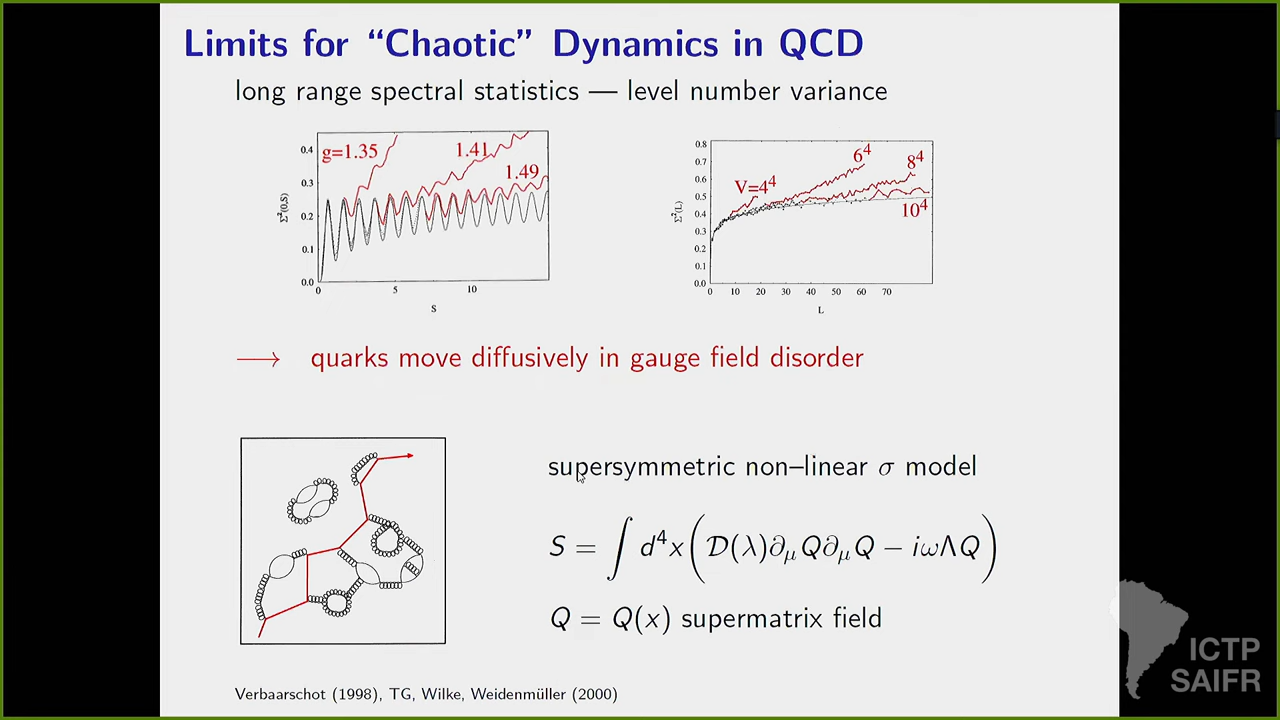 Limits for “Chaotic” Dynamics in QCD
long range spectral statistics — level number variance
g=1.35
1.41
1.49
0.4
0.3
0.2
0.1
0.0
Σ²(0,S)
0 5 10
S
0.8
0.7
0.6
0.5
0.4
0.3
0.2
0.1
0.0
Σ²(L)
V=4⁴
6⁴
8⁴
10⁴
0 10 20 30 40 50 60 70
L
⟶ quarks move diffusively in gauge field disorder
supersymmetric non–linear σ model
S = ∫ d⁴x ( 𝒟(λ)∂μQ∂μQ − iωΛQ )
Q = Q(x) supermatrix field
Verbaarschot (1998), TG, Wilke, Weidenmüller (2000)
ICTP
SAIFR